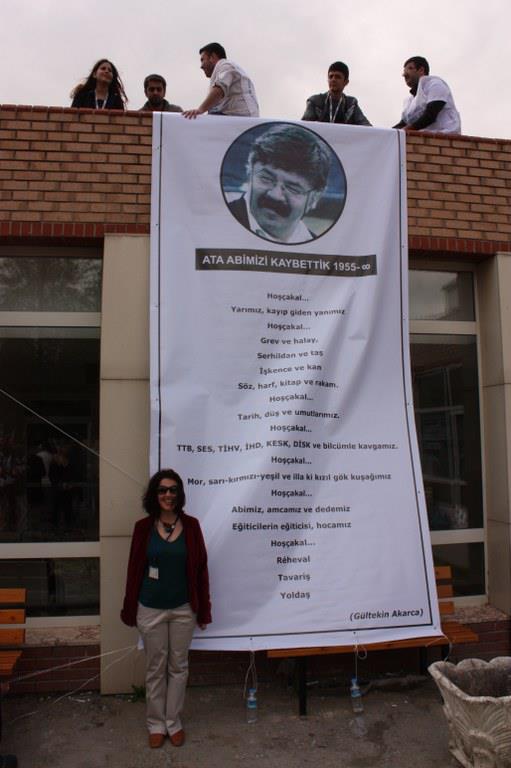 ATA ABİMİZİ KAYBETTİK 1955-∞
Hoşçakal...
Yarımız, kayıp giden yanımız
Hoşçakal...
Grev ve halay,
Serhildan ve taş
İşkence ve kan
Söz, harf, kitap ve rakam.
Hoşçakal...
Tarih, düş ve umutlarımız.
Hoşçakal...
TTB, SES, TİHV, İHD, KESK, DİSK ve bilcümle kavgamız.
Hoşçakal...
Mor, sarı-kırmızı-yeşil ve illa ki kızıl gök kuşağımız
Hoşçakal...
Abimiz, amcamız ve dedemiz
Eğiticilerin eğiticisi, hocamız
Hoşçakal...
Réheval
Tavariş
Yoldaş
(Gültekin Akarca)